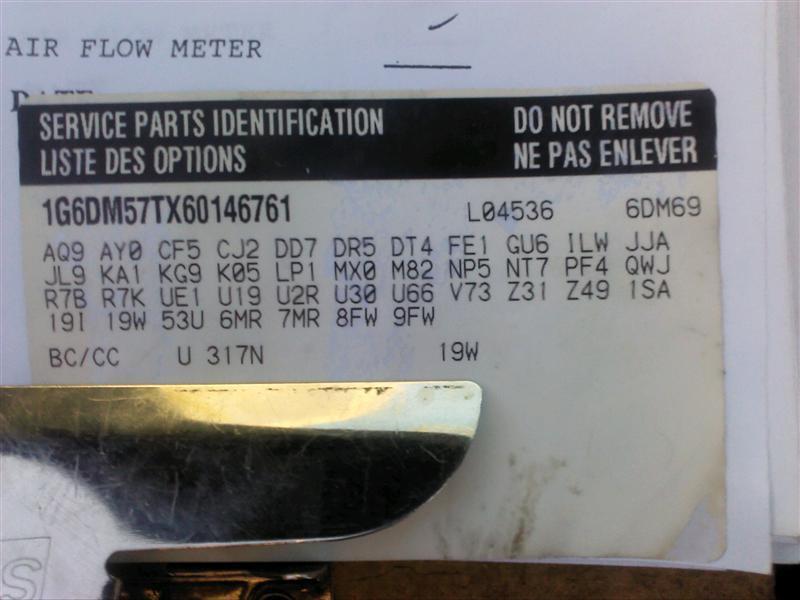 AIR FLOW METER
DATE
SERVICE PARTS IDENTIFICATION DO NOT REMOVE
LISTE DES OPTIONS NE PAS ENLEVER
1G6DM57TX60146761 L04536 6DM69
AQ9 AY0 CF5 CJ2 DD7 DR5 DT4 FE1 GU6 ILW JJA
JL9 KA1 KG9 K05 LP1 MX0 M82 NP5 NT7 PF4 QWJ
R7B R7K UE1 U19 U2R U30 U66 V73 Z31 Z49 1SA
19I 19W 53U 6MR 7MR 8FW 9FW
BC/CC U 317N 19W
S